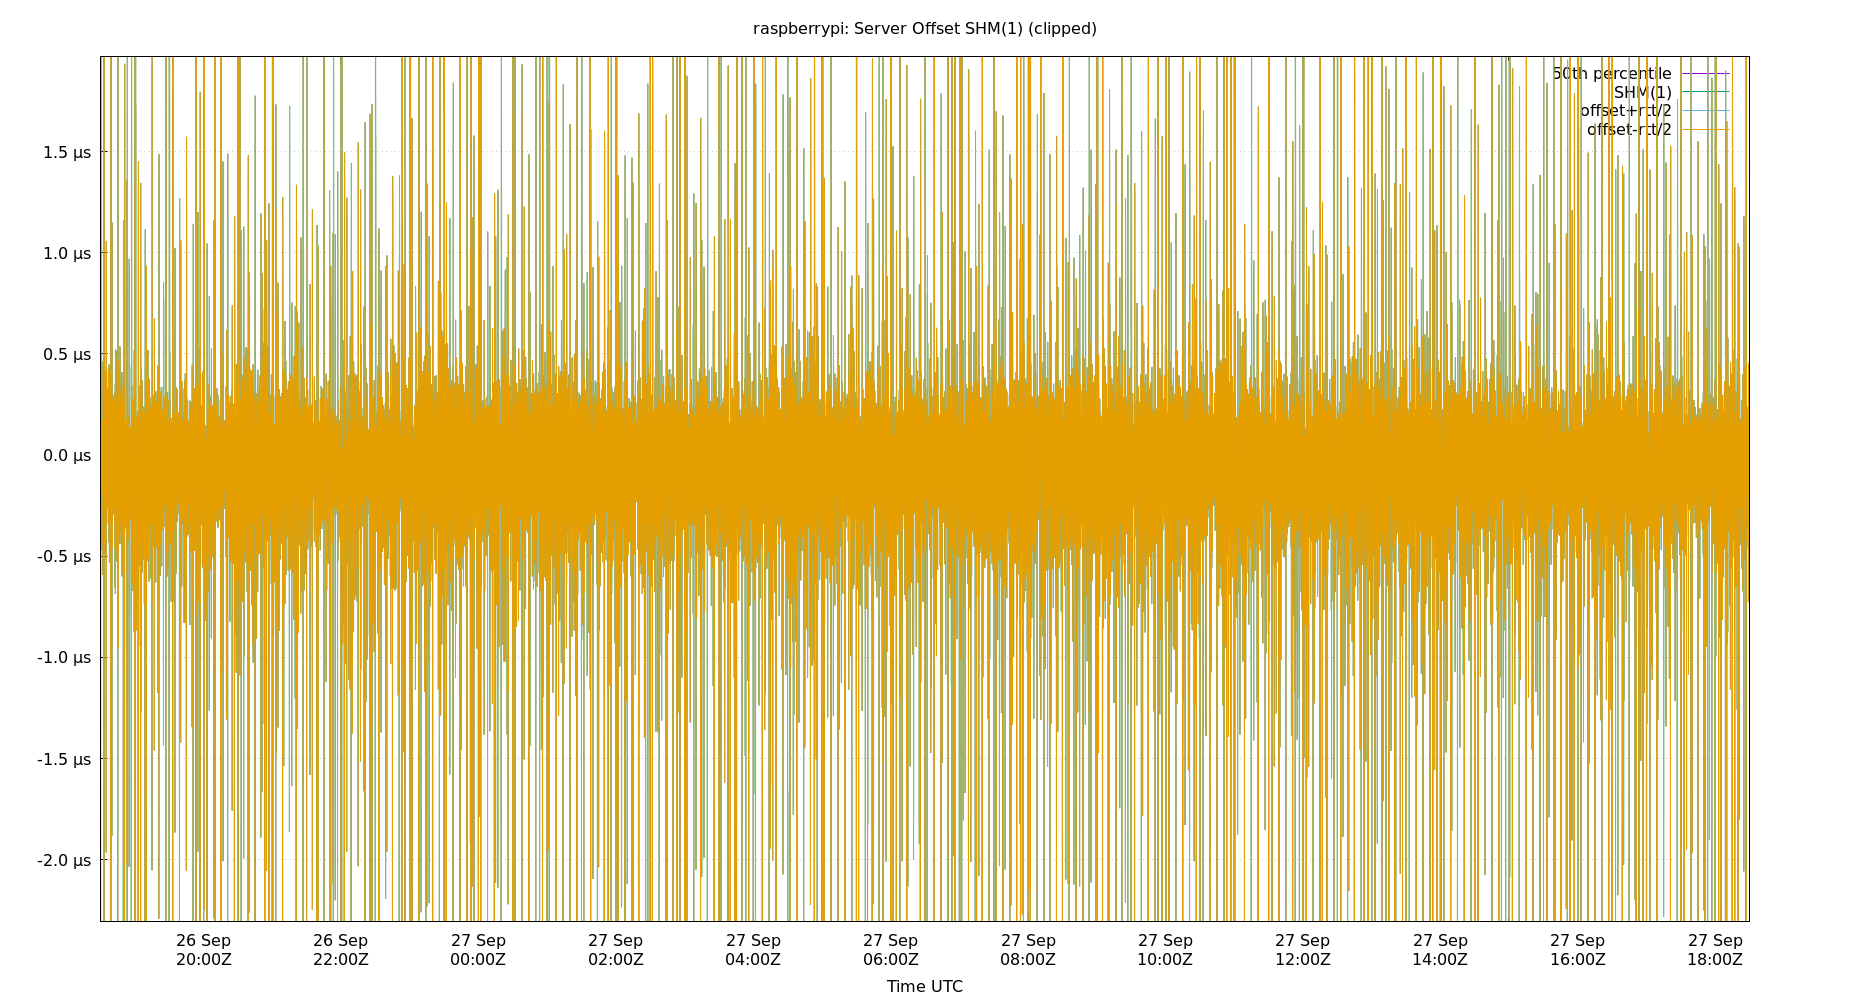 raspberrypi: Server Offset SHM(1) (clipped)
50th percentile
SHM(1)
offset+rtt/2
offset-rtt/2
1.5 µs
1.0 µs
0.5 µs
0.0 µs
-0.5 µs
-1.0 µs
-1.5 µs
-2.0 µs
26 Sep 26 Sep 27 Sep 27 Sep 27 Sep 27 Sep 27 Sep 27 Sep 27 Sep 27 Sep 27 Sep 27 Sep
20:00Z 22:00Z 00:00Z 02:00Z 04:00Z 06:00Z 08:00Z 10:00Z 12:00Z 14:00Z 16:00Z 18:00Z
Time UTC